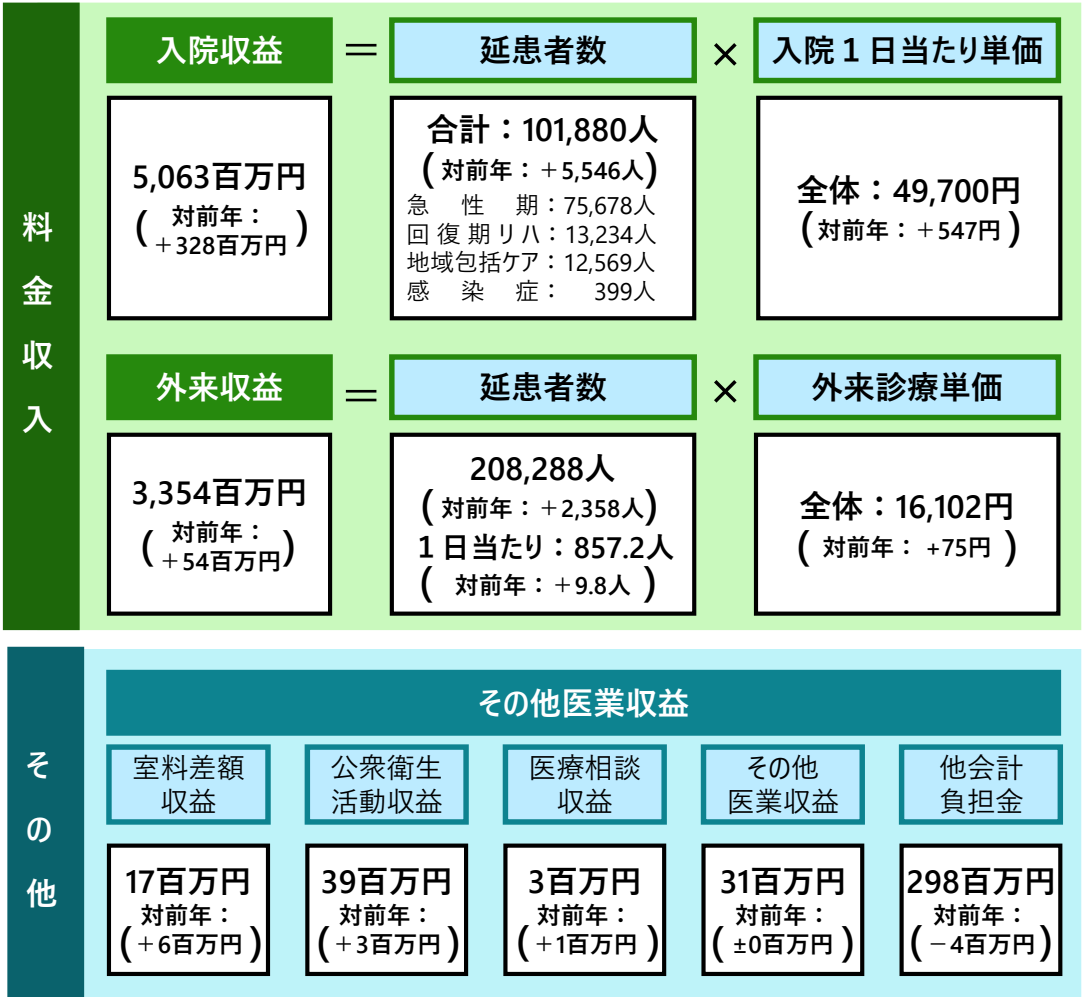 料金収入
入院収益 ＝ 延患者数 × 入院１日当たり単価
5,063百万円
(対前年：
＋328百万円)
合計：101,880人
(対前年：＋5,546人)
急性期：75,678人
回復期リハ：13,234人
地域包括ケア：12,569人
感染症：399人
全体：49,700円
(対前年：＋547円)
外来収益 ＝ 延患者数 × 外来診療単価
3,354百万円
(対前年：
＋54百万円)
208,288人
(対前年：＋2,358人)
１日当たり：857.2人
(対前年：＋9.8人)
全体：16,102円
(対前年： +75円)
その他
その他医業収益
室料差額
収益
17百万円
対前年：
(＋6百万円)
公衆衛生
活動収益
39百万円
対前年：
(＋3百万円)
医療相談
収益
3百万円
対前年：
(＋1百万円)
その他
医業収益
31百万円
対前年：
(±0百万円)
他会計
負担金
298百万円
対前年：
(－4百万円)